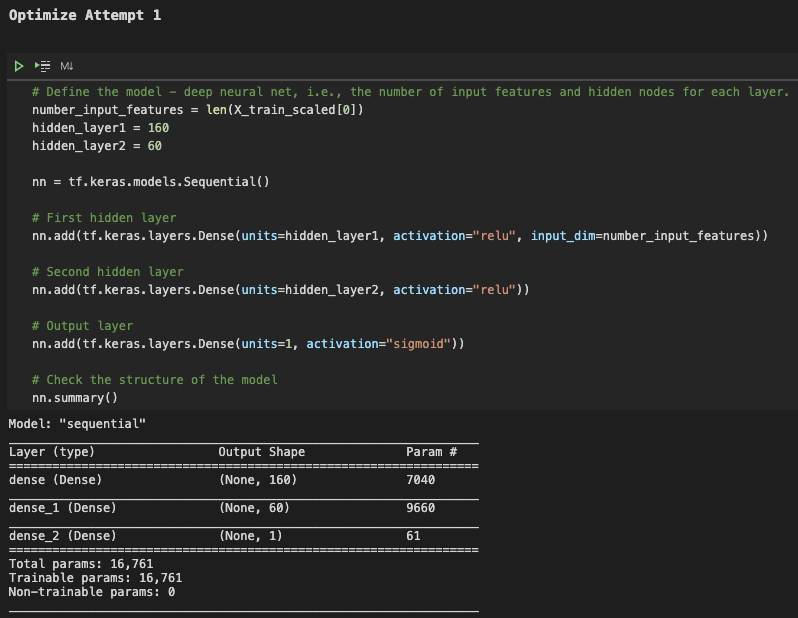 Optimize Attempt 1
M↓
# Define the model - deep neural net, i.e., the number of input features and hidden nodes for each layer.
number_input_features = len(X_train_scaled[0])
hidden_layer1 = 160
hidden_layer2 = 60
nn = tf.keras.models.Sequential()
# First hidden layer
nn.add(tf.keras.layers.Dense(units=hidden_layer1, activation="relu", input_dim=number_input_features))
# Second hidden layer
nn.add(tf.keras.layers.Dense(units=hidden_layer2, activation="relu"))
# Output layer
nn.add(tf.keras.layers.Dense(units=1, activation="sigmoid"))
# Check the structure of the model
nn.summary()
Model: "sequential"
_________________________________________________________________
Layer (type)                 Output Shape              Param #
=================================================================
dense (Dense)                (None, 160)               7040
_________________________________________________________________
dense_1 (Dense)              (None, 60)                9660
_________________________________________________________________
dense_2 (Dense)              (None, 1)                 61
=================================================================
Total params: 16,761
Trainable params: 16,761
Non-trainable params: 0
_________________________________________________________________